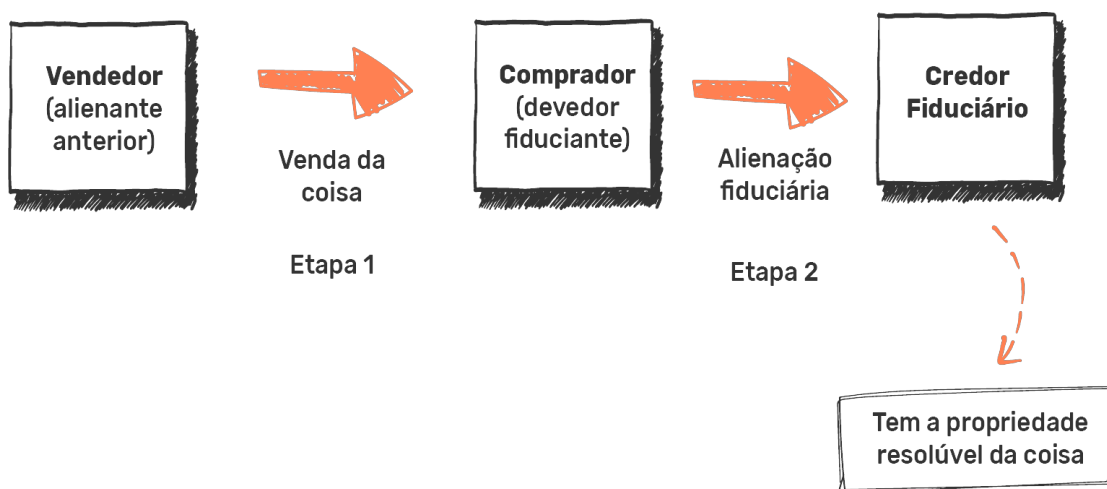 Vendedor
(alienante
anterior)
Venda da
coisa
Etapa 1
Comprador
(devedor
fiduciante)
Alienação
fiduciária
Etapa 2
Credor
Fiduciário
Tem a propriedade
resolúvel da coisa